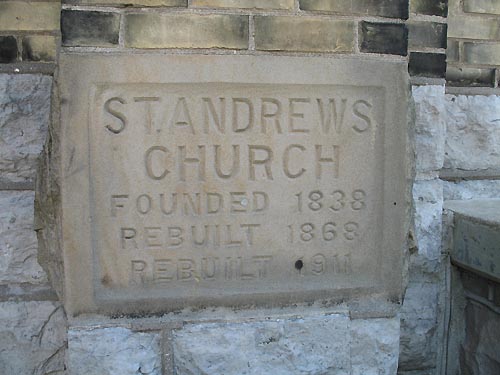 ST. ANDREWS
CHURCH
FOUNDED 1838
REBUILT 1868
REBUILT 1911